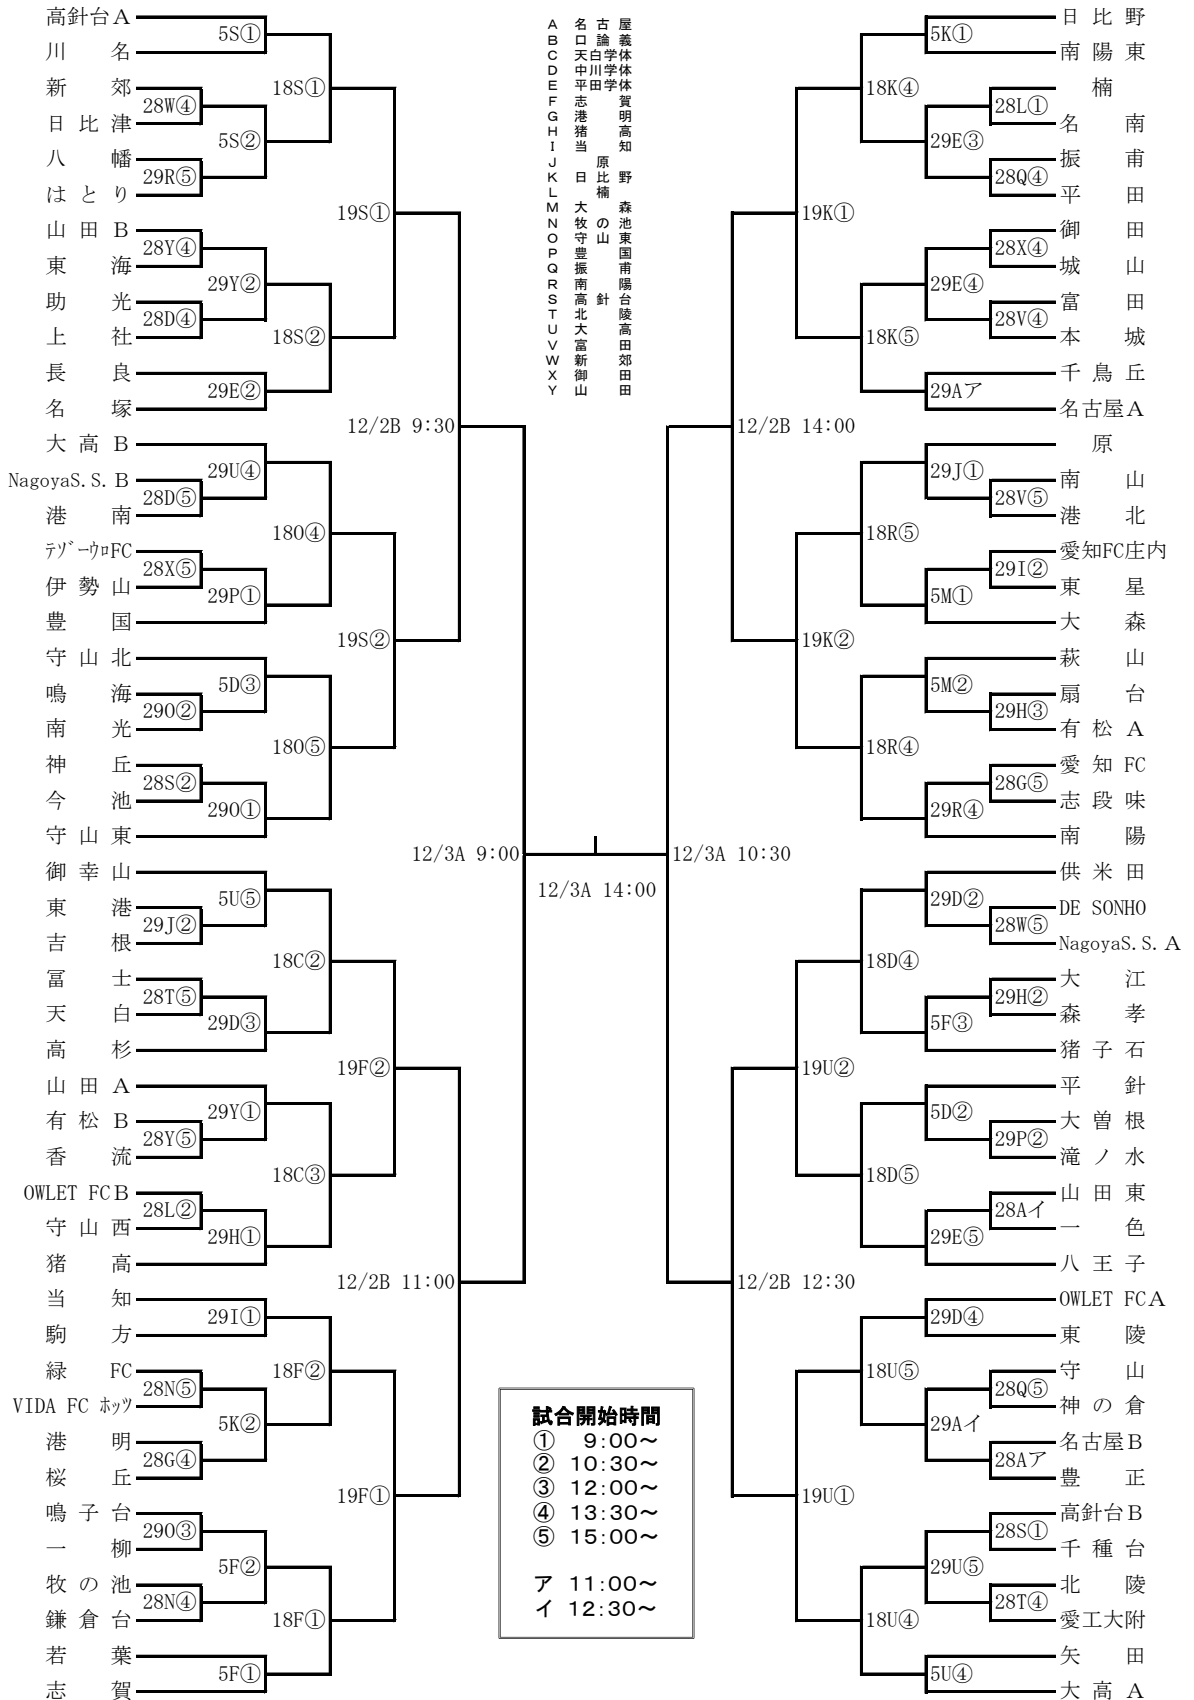 高針台A
川名
新郊
日比津
八幡
はとり
山田B
東海
助光
上社
長良
名塚
大高B
NagoyaS.S.B
港南
テゾーウロFC
伊勢山
豊国
守山北
鳴海
南光
神丘
今池
守山東
御幸山
東港
吉根
冨士
天白
高杉
山田A
有松B
香流
OWLET FCB
守山西
猪高
当知
駒方
緑FC
VIDA FC ホッツ
港明
桜丘
鳴子台
一柳
牧の池
鎌倉台
若葉
志賀
5S①
28W④
5S②
29R⑤
28Y④
29Y②
28D④
29E②
29U④
28D⑤
28X⑤
29P①
5D③
29O②
28S②
29O①
5U⑤
29J②
28T⑤
29D③
29Y①
28Y⑤
28L②
29H①
29I①
28N⑤
5K②
28G④
29O③
5F②
28N④
5F①
18S①
18S②
18O④
18O⑤
18C②
18C③
18F②
18F①
19S①
19S②
19F②
19F①
12/2B 9:30
12/2B 11:00
12/3A 9:00
12/3A 14:00
12/3A 10:30
12/2B 14:00
12/2B 12:30
A 名古屋
B 口論義
C 天白学体
D 中川学体
E 平田学体
F 志賀
G 港明
H 猪高
I 当知
J 原
K 日比野
L 楠
M 大森
N 牧の池
O 守山東
P 豊国
Q 振甫
R 南陽
S 高針台
T 北陵
U 大高
V 富田
W 新郊
X 御田
Y 山田
試合開始時間
① 9:00～
② 10:30～
③ 12:00～
④ 13:30～
⑤ 15:00～
ア 11:00～
イ 12:30～
19K①
19K②
19U②
19U①
18K④
18K⑤
18R⑤
18R④
18D④
18D⑤
18U⑤
18U④
5K①
28L①
29E③
28Q④
28X④
29E④
28V④
29Aア
29J①
28V⑤
29I②
5M①
5M②
29H③
28G⑤
29R④
29D②
28W⑤
29H②
5F③
5D②
29P②
28Aイ
29E⑤
29D④
28Q⑤
29Aイ
28Aア
28S①
29U⑤
28T④
5U④
日比野
南陽東
楠
名南
振甫
平田
御田
城山
富田
本城
千鳥丘
名古屋A
原
南山
港北
愛知FC庄内
東星
大森
萩山
扇台
有松A
愛知FC
志段味
南陽
供米田
DE SONHO
NagoyaS.S.A
大江
森孝
猪子石
平針
大曽根
滝ノ水
山田東
一色
八王子
OWLET FCA
東陵
守山
神の倉
名古屋B
豊正
高針台B
千種台
北陵
愛工大附
矢田
大高A